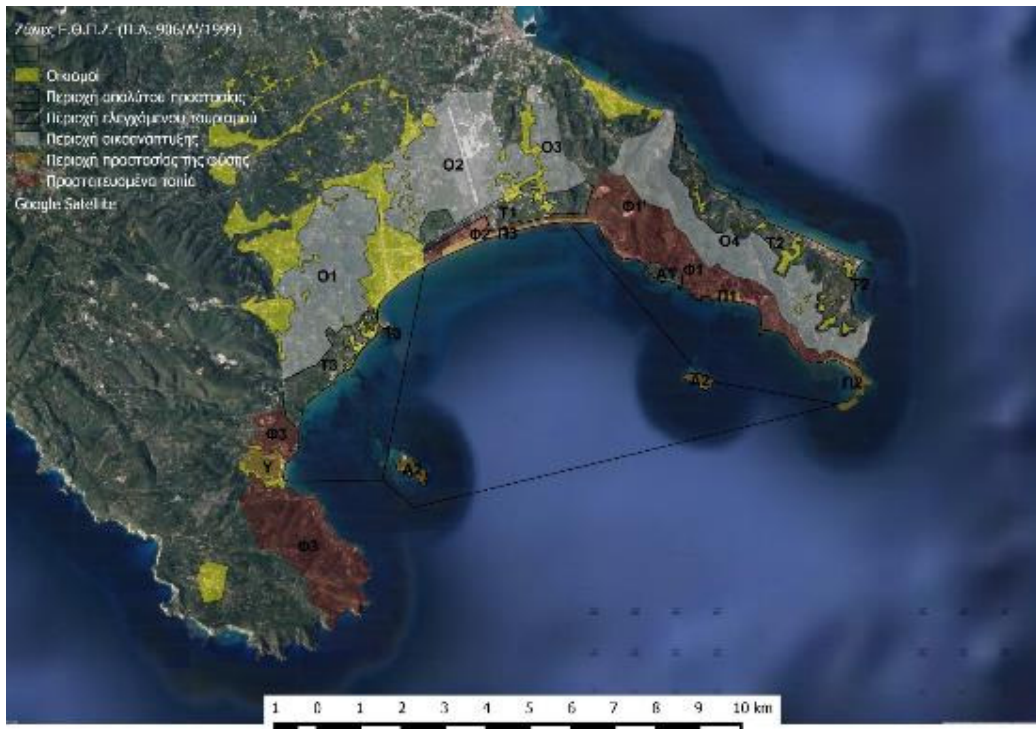 Ζώνες Ε.Θ.Π.Ζ. (Π.Δ. 906/Δ'/1999)
Οικισμοί
Περιοχή απολύτου προστασίας
Περιοχή ελεγχόμενου τουρισμού
Περιοχή οικοανάπτυξης
Περιοχή προστασίας της φύσης
Προστατευομένα τοπία
Google Satellite
Ο2
Ο3
Τ1
Φ2 Π3
Φ1'
Ο4
Τ2
Α1
Φ1
Τ2
Ο1
Π1
Τ3
Τ3
Α2
Π2
Φ3
Υ
Α2
Φ3
1 0 1 2 3 4 5 6 7 8 9 10 km